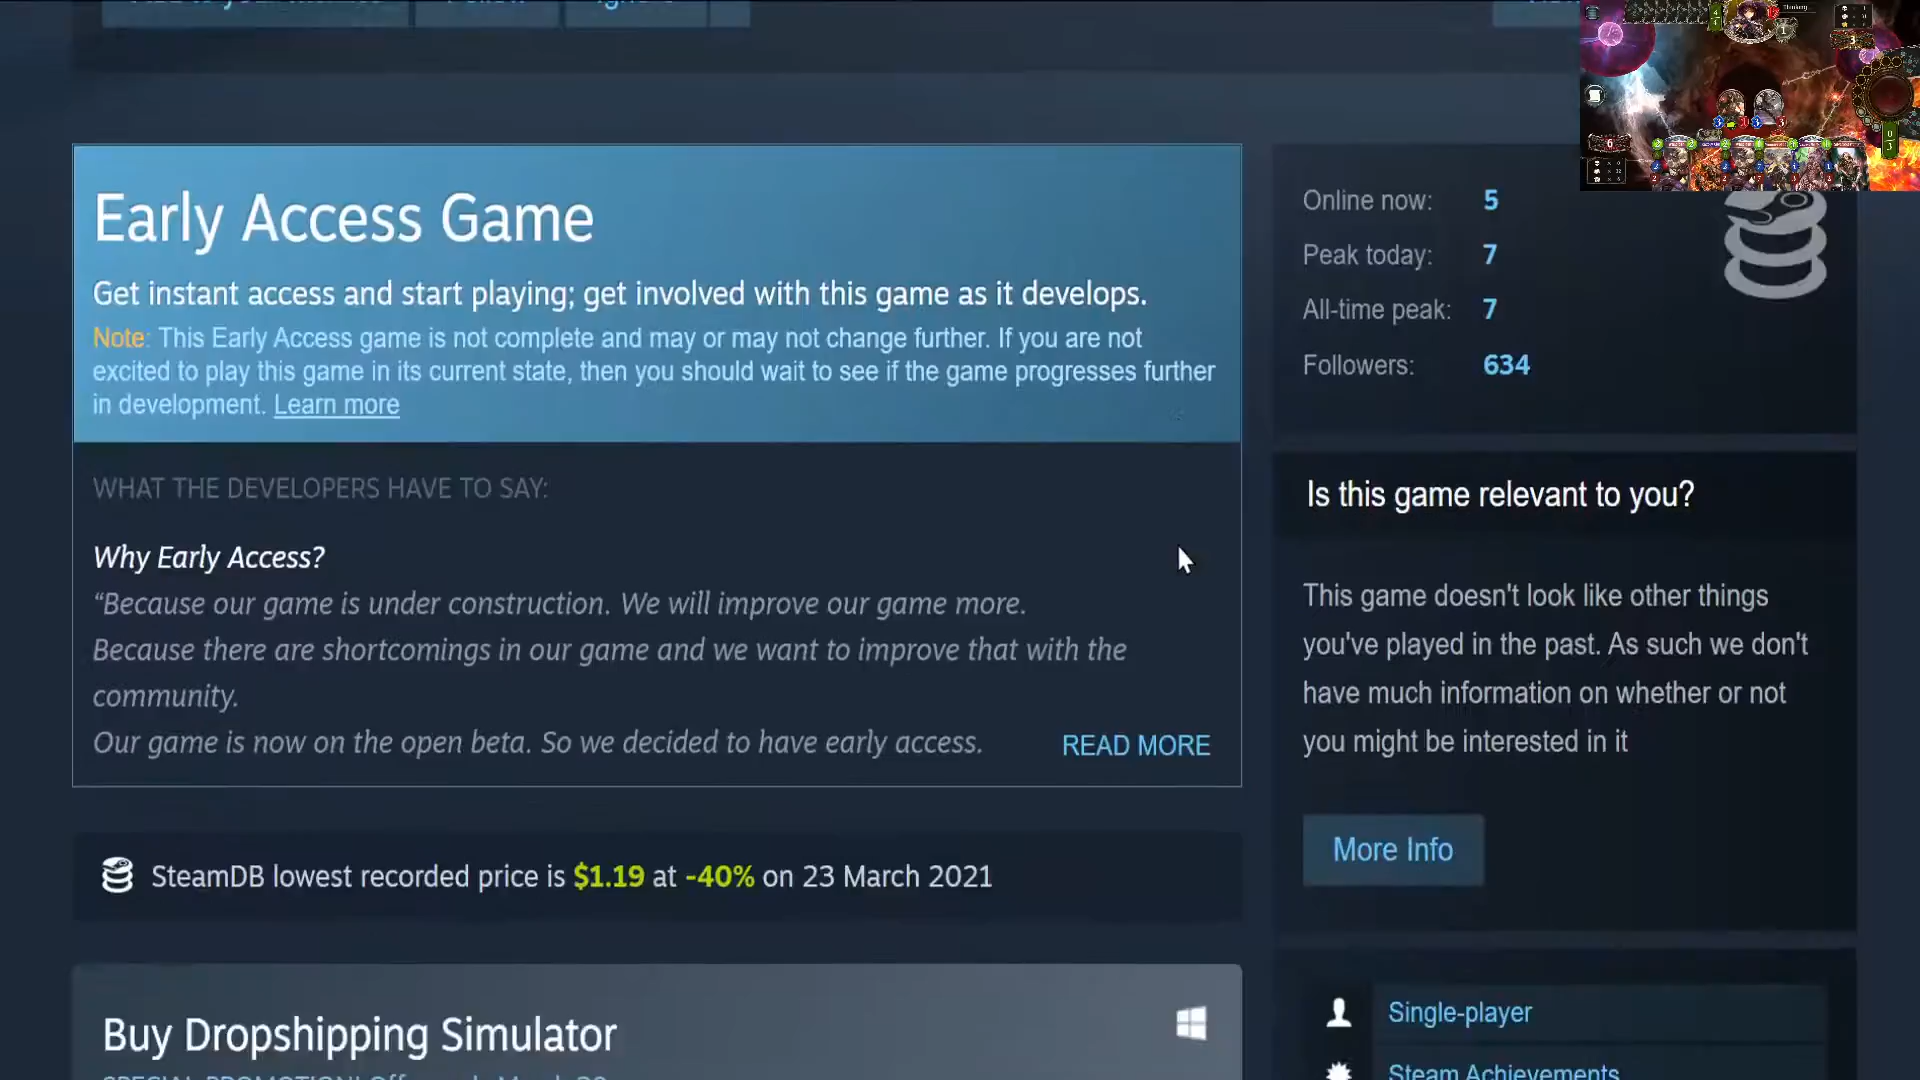 Early Access Game
Get instant access and start playing; get involved with this game as it develops.
Note: This Early Access game is not complete and may or may not change further. If you are not
excited to play this game in its current state, then you should wait to see if the game progresses further
in development. Learn more
WHAT THE DEVELOPERS HAVE TO SAY:
Why Early Access?
“Because our game is under construction. We will improve our game more.
Because there are shortcomings in our game and we want to improve that with the
community.
Our game is now on the open beta. So we decided to have early access.
READ MORE
SteamDB lowest recorded price is $1.19 at -40% on 23 March 2021
Buy Dropshipping Simulator
Online now: 5
Peak today: 7
All-time peak: 7
Followers: 634
Is this game relevant to you?
This game doesn't look like other things
you've played in the past. As such we don't
have much information on whether or not
you might be interested in it
More Info
Single-player
Steam Achievements